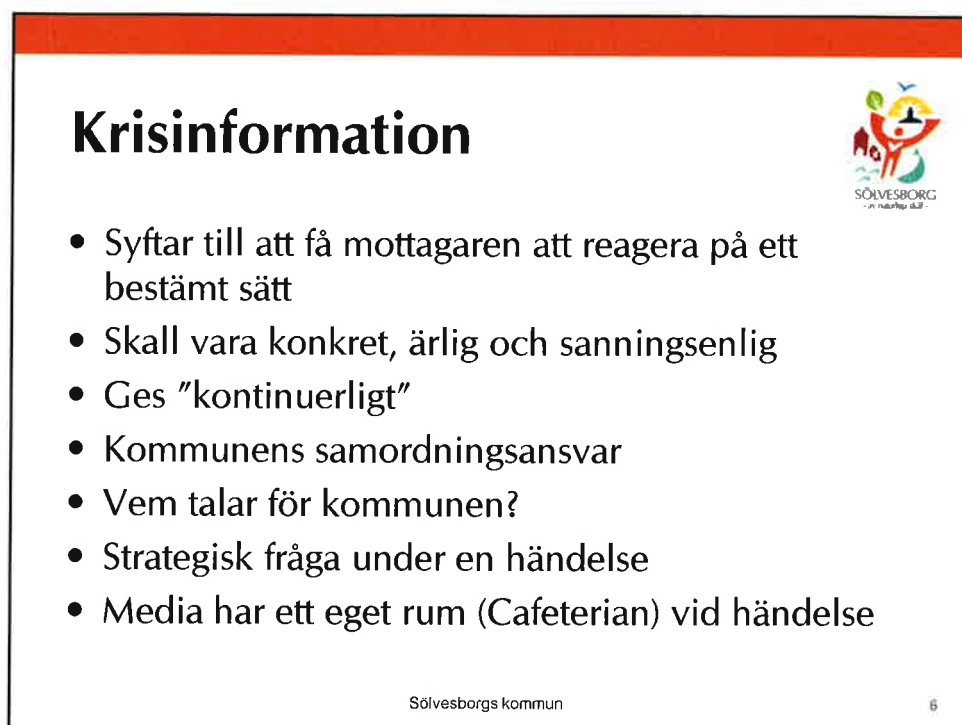 Krisinformation
SÖLVESBORG
• Syftar till att få mottagaren att reagera på ett
bestämt sätt
• Skall vara konkret, ärlig och sanningsenlig
• Ges "kontinuerligt"
• Kommunens samordningsansvar
• Vem talar för kommunen?
• Strategisk fråga under en händelse
• Media har ett eget rum (Cafeterian) vid händelse
Sölvesborgs kommun
6